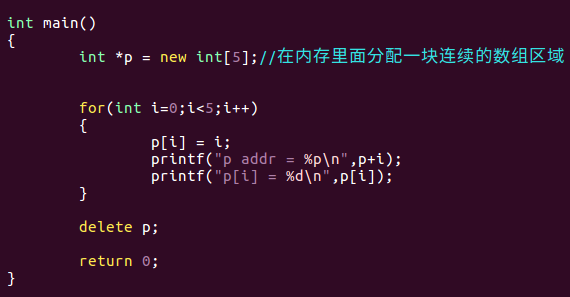 int main()
{
        int *p = new int[5];//在内存里面分配一块连续的数组区域
        for(int i=0;i<5;i++)
        {
                p[i] = i;
                printf("p addr = %p\n",p+i);
                printf("p[i] = %d\n",p[i]);
        }
        delete p;
        return 0;
}